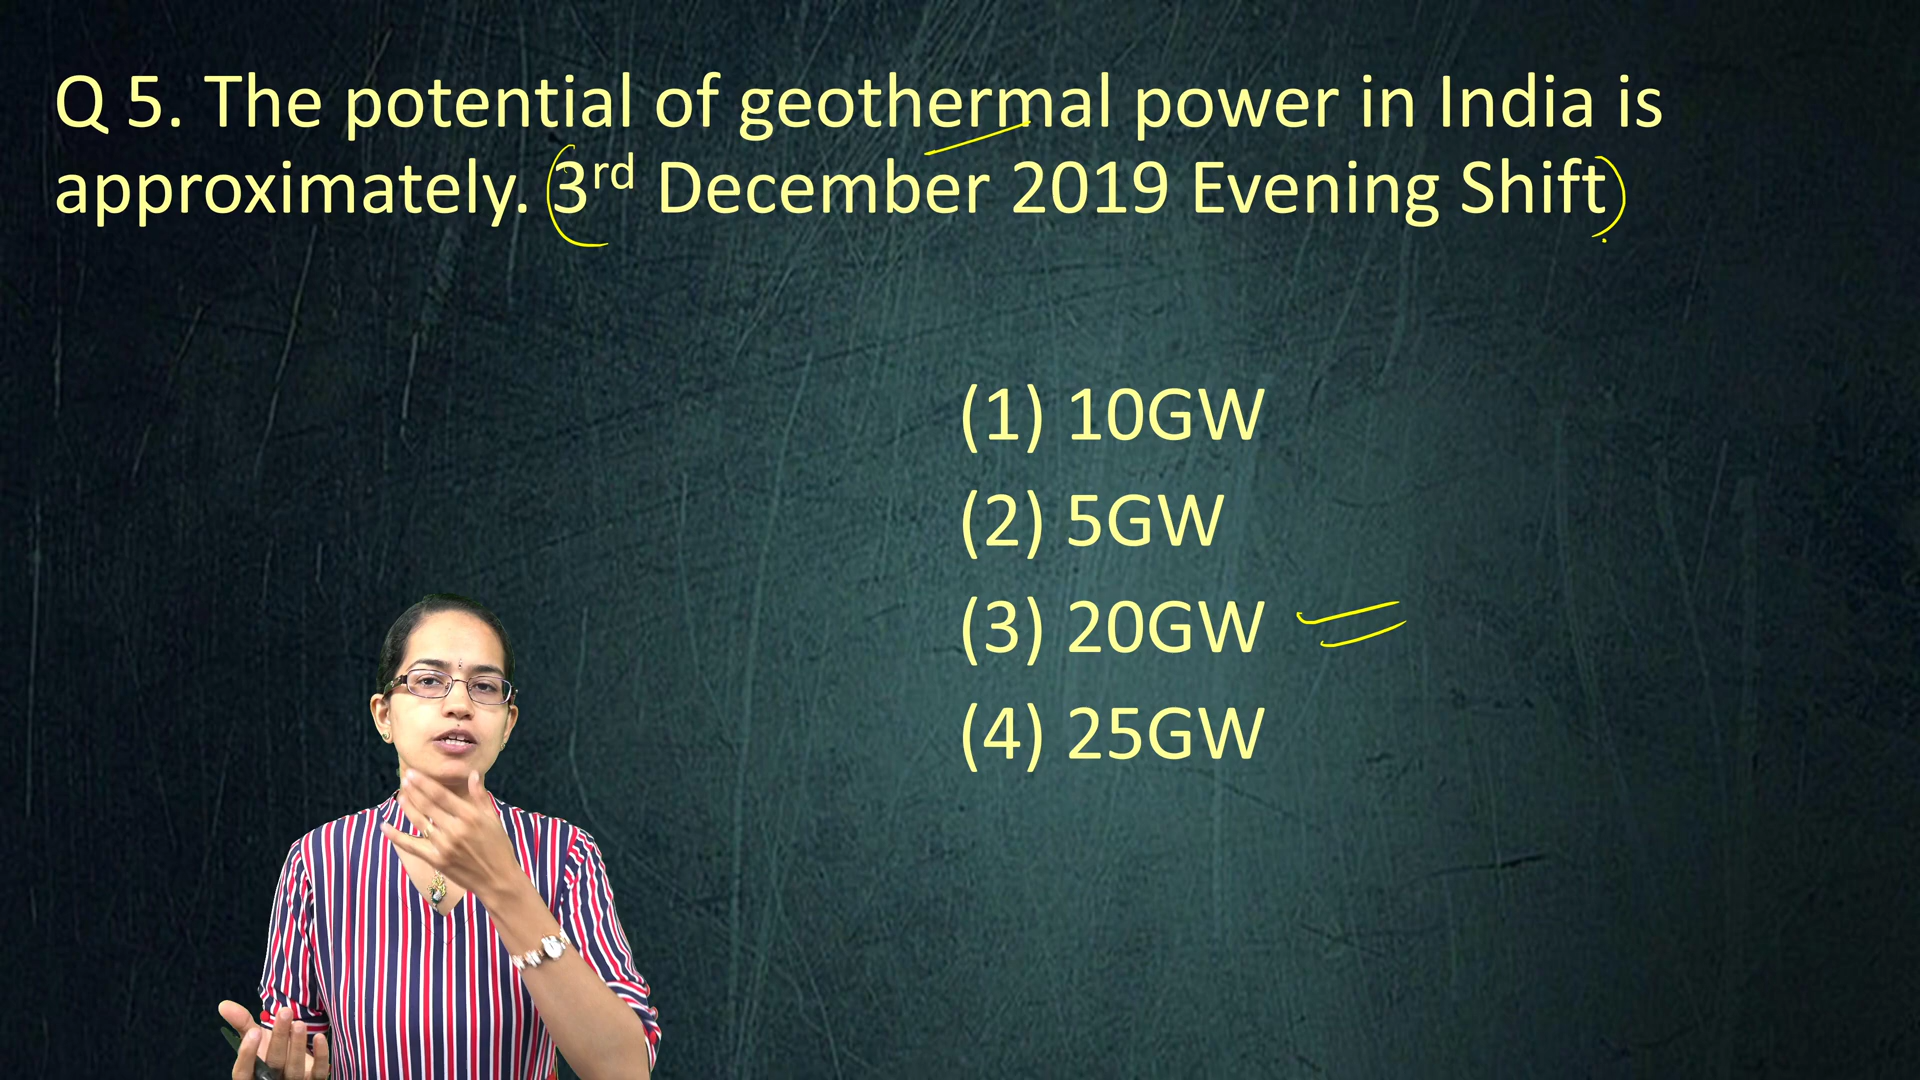 Q 5. The potential of geothermal power in India is
approximately. (3rd December 2019 Evening Shift)
(1) 10GW
(2) 5GW
(3) 20GW
(4) 25GW